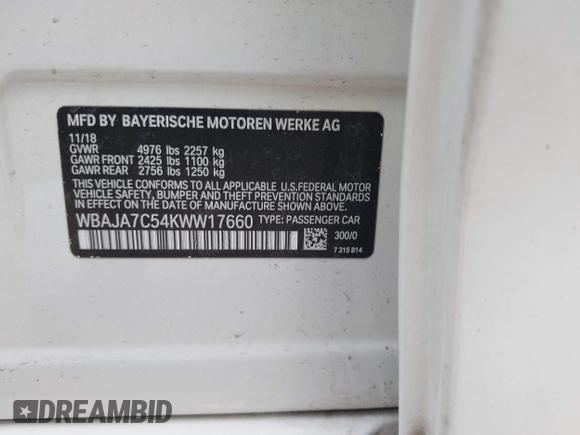 MFD BY BAYERISCHE MOTOREN WERKE AG
11/18
GVWR 4976 lbs 2257 kg
GAWR FRONT 2425 lbs 1100 kg
GAWR REAR 2756 lbs 1250 kg
THIS VEHICLE CONFORMS TO ALL APPLICABLE U.S.FEDERAL MOTOR
VEHICLE SAFETY, BUMPER, AND THEFT PREVENTION STANDARDS
IN EFFECT ON THE DATE OF MANUFACTURE SHOWN ABOVE.
WBAJA7C54KWW17660 TYPE: PASSENGER CAR
300/0
7 315 814
DREAMBID